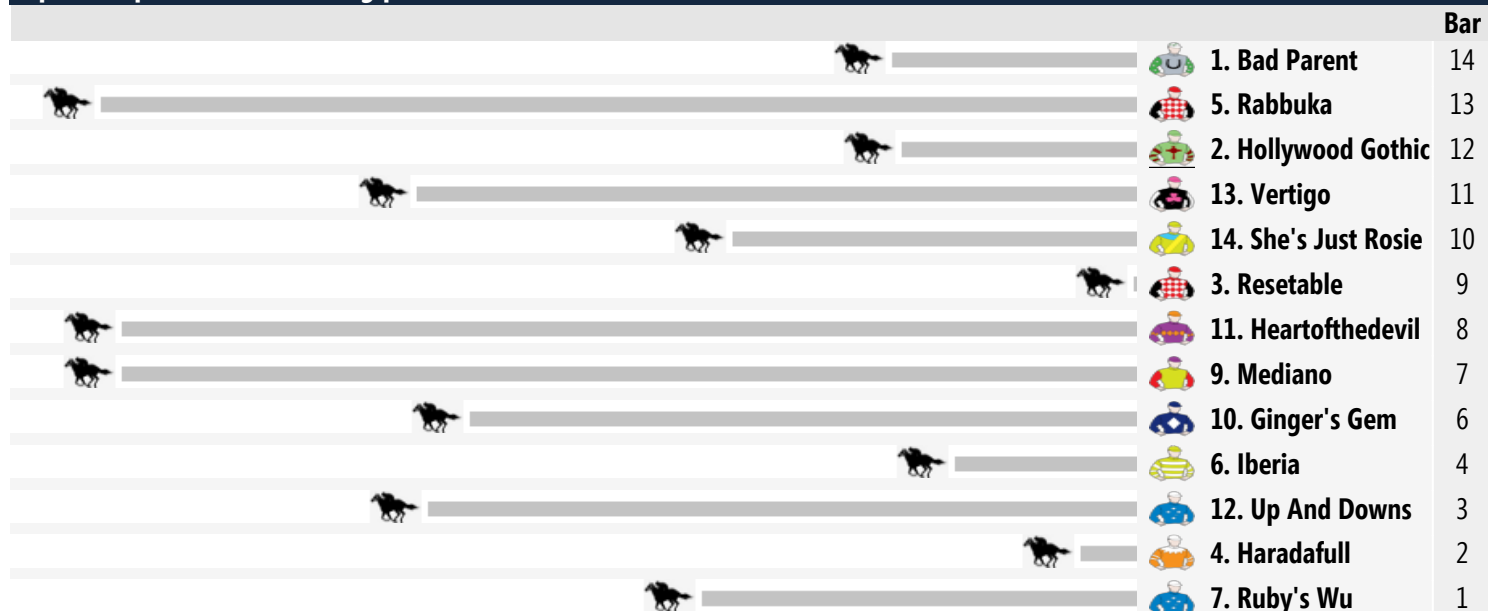 Bar
1. Bad Parent 14
5. Rabbuka 13
2. Hollywood Gothic 12
13. Vertigo 11
14. She's Just Rosie 10
3. Resetable 9
11. Heartofthedevil 8
9. Mediano 7
10. Ginger's Gem 6
6. Iberia 4
12. Up And Downs 3
4. Haradafull 2
7. Ruby's Wu 1